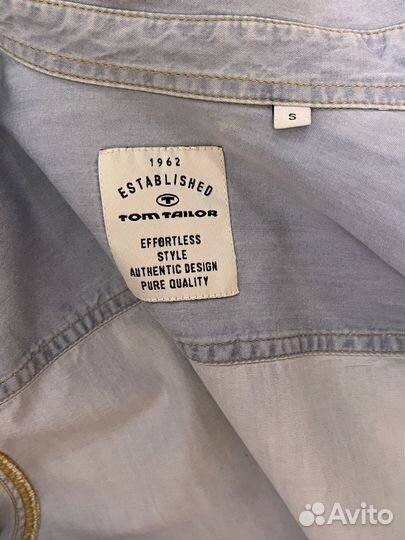 S
1962
ESTABLISHED
TOM TAILOR
EFFORTLESS
STYLE
AUTHENTIC DESIGN
PURE QUALITY
Avito